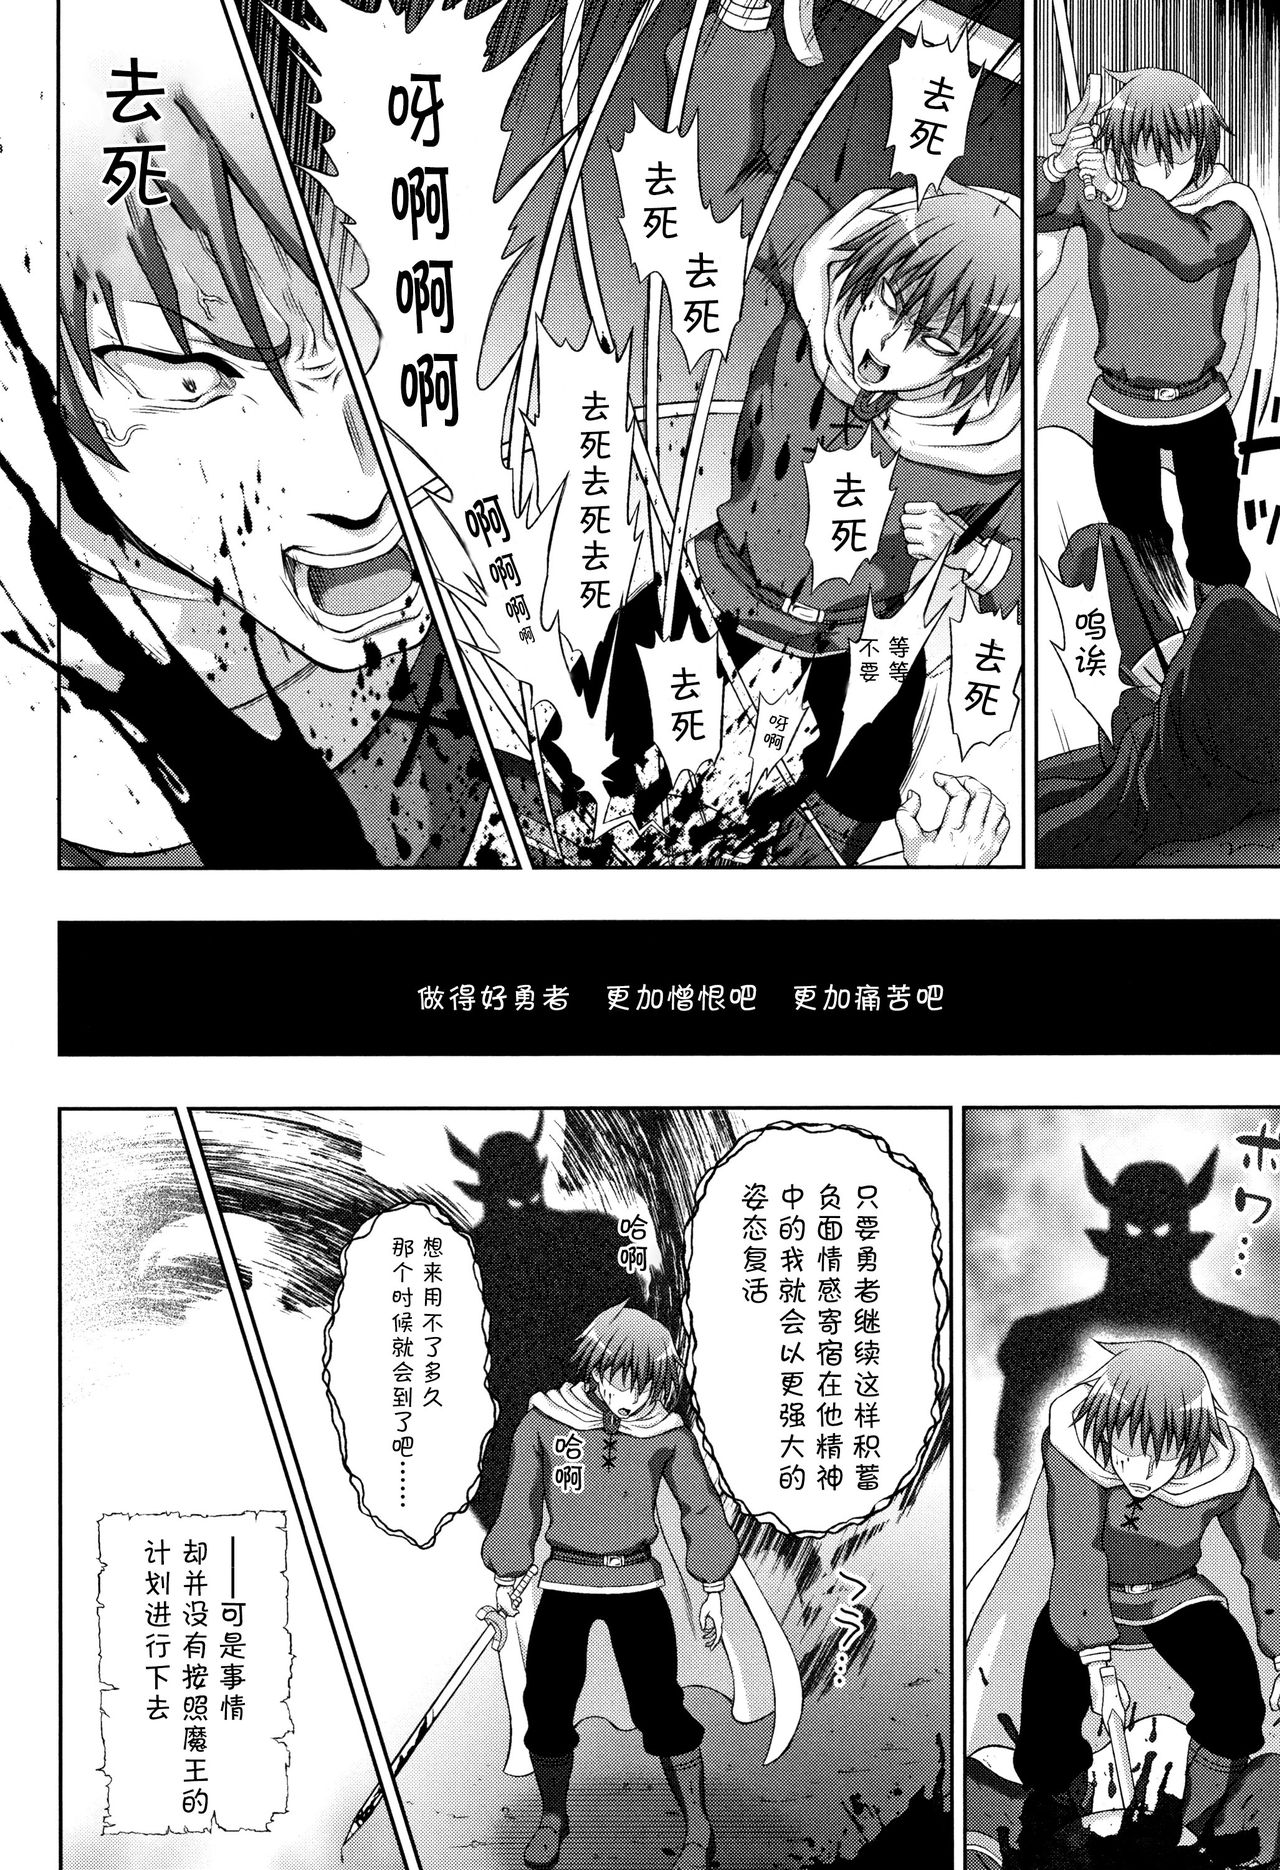 ドッ
呜诶
去死
去死
去死
去死
等等
不要
去死
呀啊
去死
去死去死去死
呀啊啊啊
啊啊啊啊
去死
做得好勇者　更加憎恨吧　更加痛苦吧
ホワ…
只要勇者继续这样积蓄
负面情感寄宿在他精神
中的我就会以更强大的
姿态复活
哈啊
哈啊
フラ…
想来用不了多久
那个时候就会到了吧……
——可是事情
却并没有按照魔王的
计划进行下去